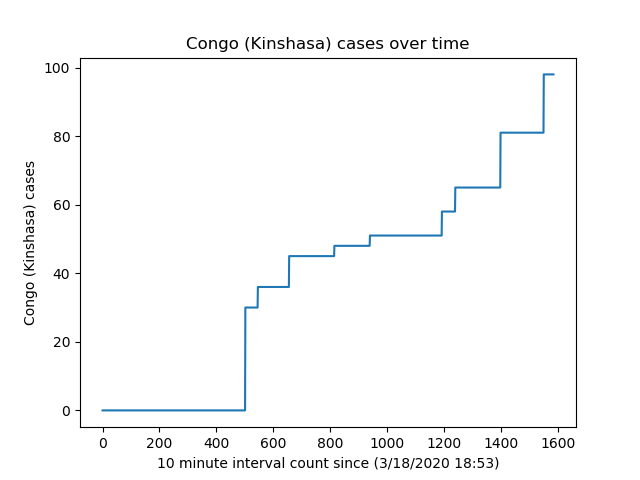 Congo (Kinshasa) cases over time
100
80
60
40
20
0
Congo (Kinshasa) cases
0 200 400 600 800 1000 1200 1400 1600
10 minute interval count since (3/18/2020 18:53)